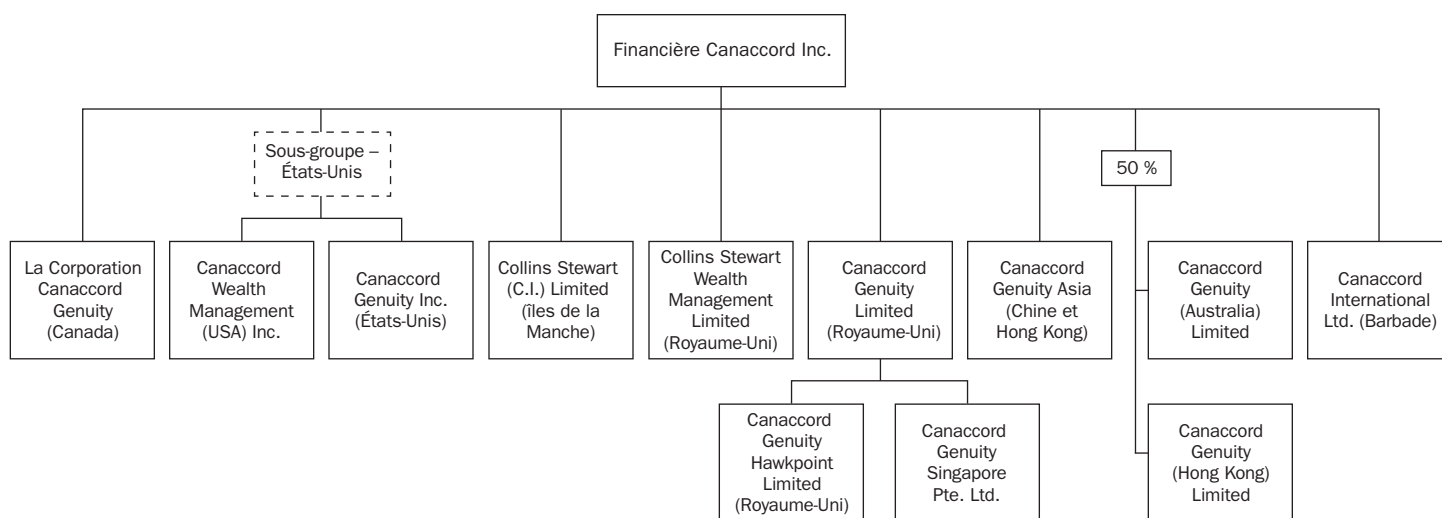 Financière Canaccord Inc.
Sous-groupe –
États-Unis
50 %
La Corporation
Canaccord
Genuity
(Canada)
Canaccord
Wealth
Management
(USA) Inc.
Canaccord
Genuity Inc.
(États-Unis)
Collins Stewart
(C.I.) Limited
(îles de la
Manche)
Collins Stewart
Wealth
Management
Limited
(Royaume-Uni)
Canaccord
Genuity
Limited
(Royaume-Uni)
Canaccord
Genuity Asia
(Chine et
Hong Kong)
Canaccord
Genuity
(Australia)
Limited
Canaccord
International
Ltd. (Barbade)
Canaccord
Genuity
Hawkpoint
Limited
(Royaume-Uni)
Canaccord
Genuity
Singapore
Pte. Ltd.
Canaccord
Genuity
(Hong Kong)
Limited